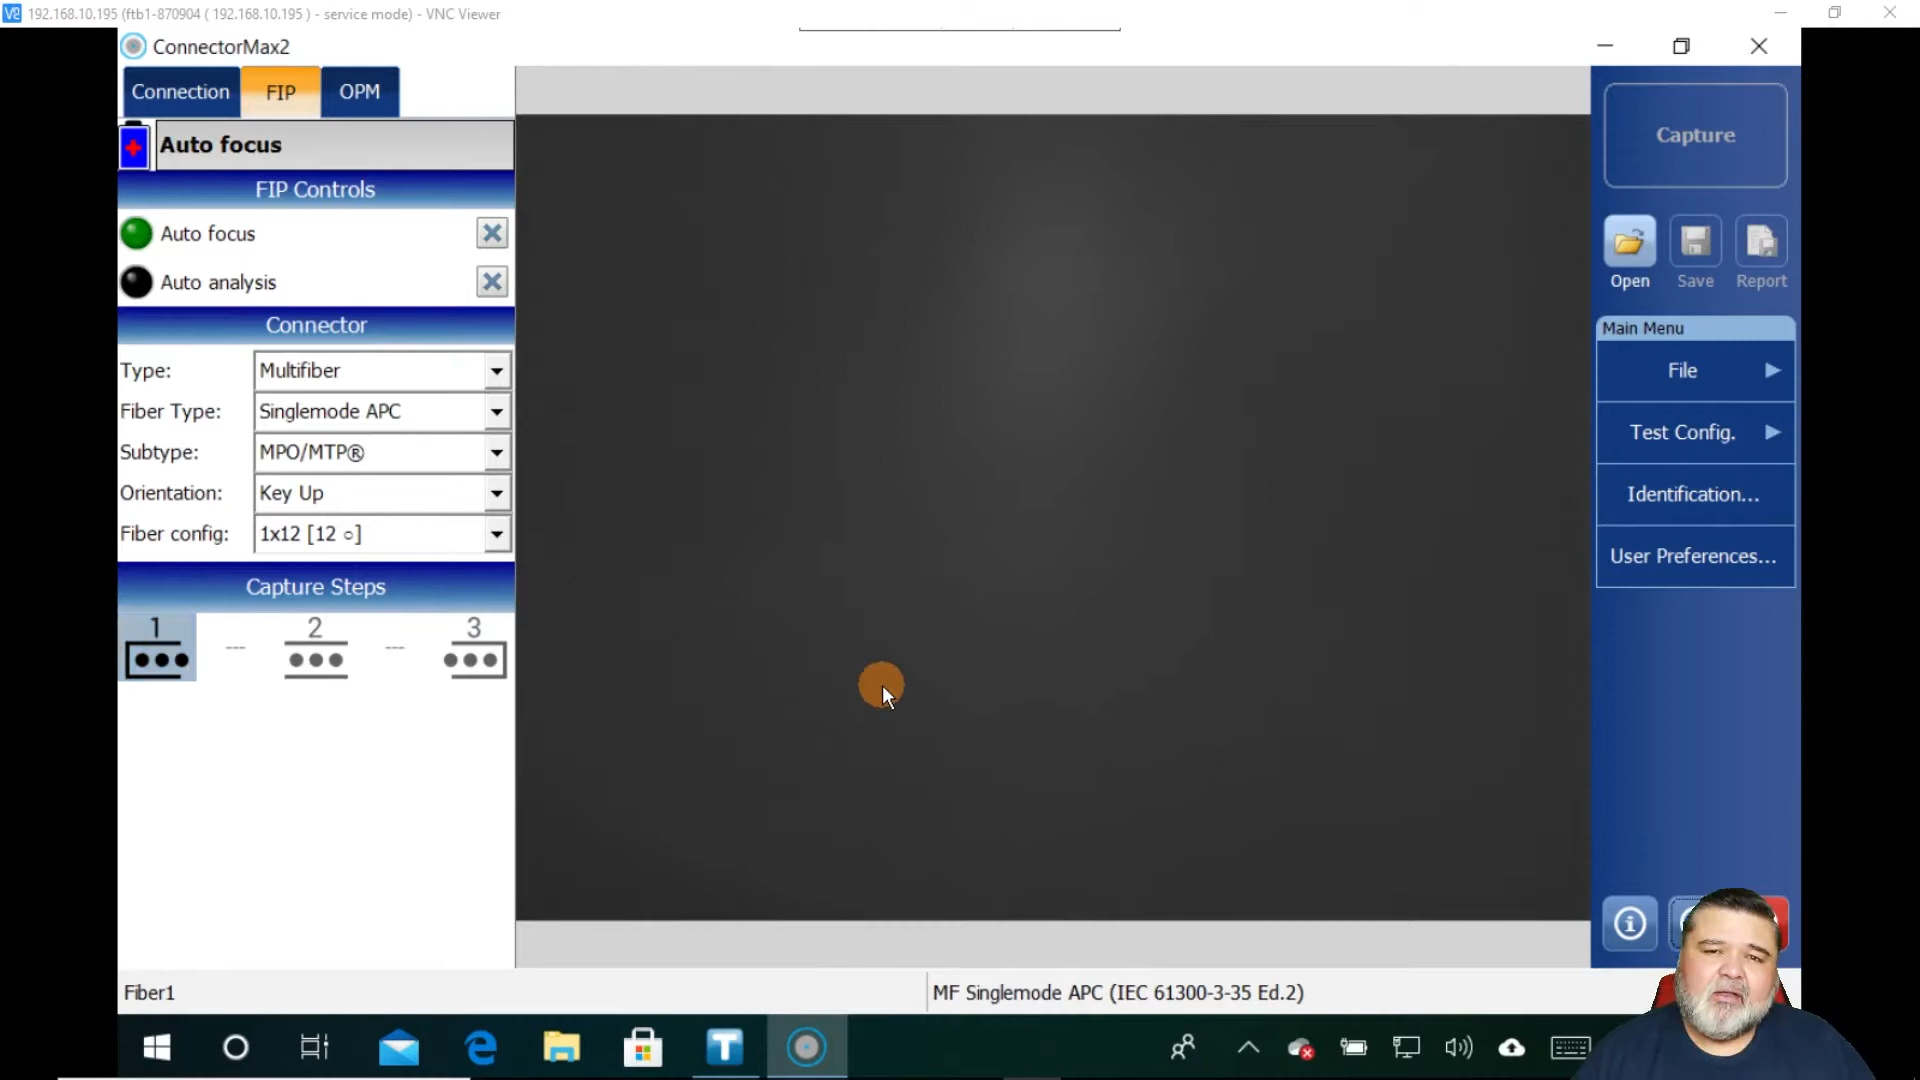 192.168.10.195 (ftb1-870904 ( 192.168.10.195 ) - service mode) - VNC Viewer
ConnectorMax2
Connection
FIP
OPM
Auto focus
FIP Controls
Auto focus
Auto analysis
Connector
Type:
Multifiber
Fiber Type:
Singlemode APC
Subtype:
MPO/MTP®
Orientation:
Key Up
Fiber config:
1x12 [12 ○]
Capture Steps
1
---
2
---
3
Capture
Open
Save
Report
Main Menu
File
Test Config.
Identification...
User Preferences...
Fiber1
MF Singlemode APC (IEC 61300-3-35 Ed.2)